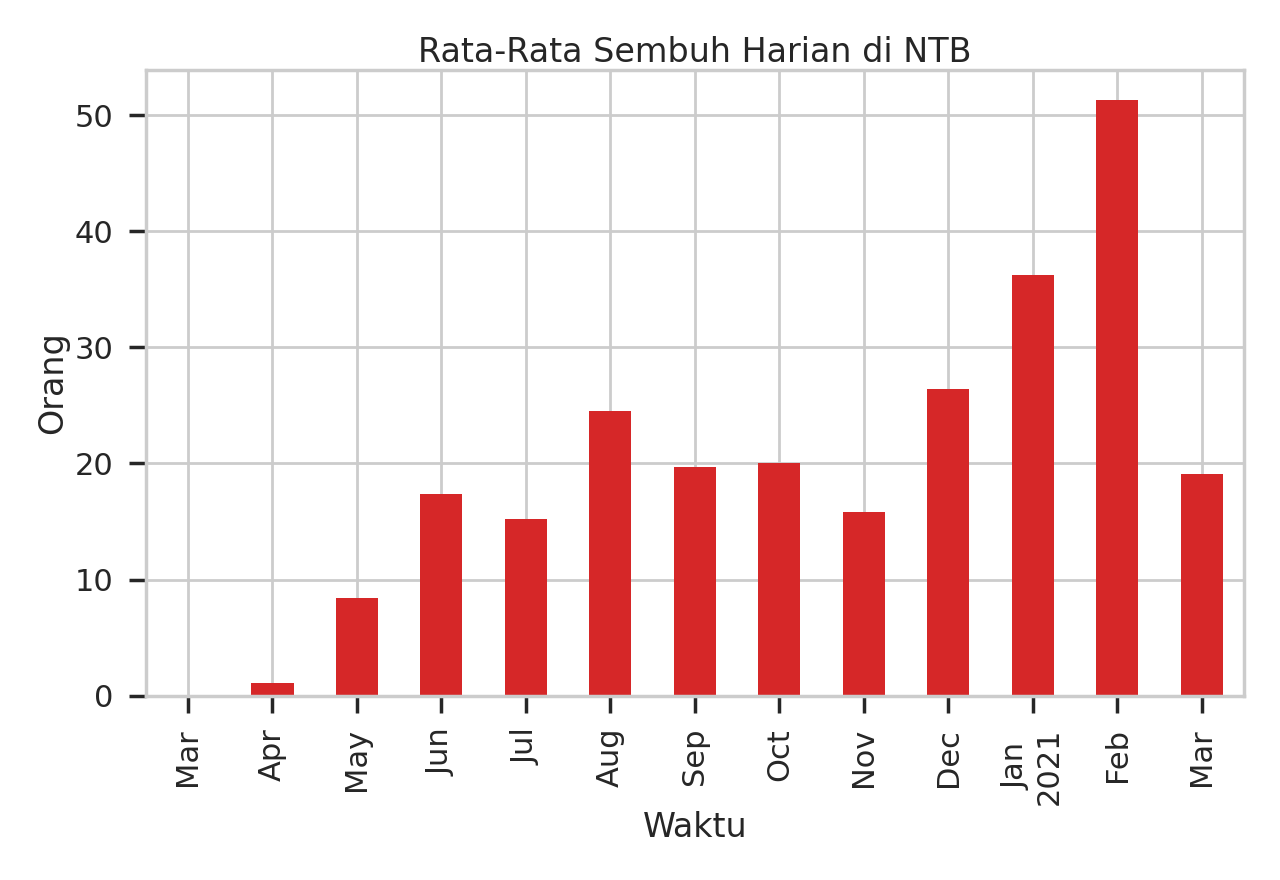 Rata-Rata Sembuh Harian di NTB
50
40
30
20
10
0
Orang
Mar
Apr
May
Jun
Jul
Aug
Sep
Oct
Nov
Dec
Jan
2021
Feb
Mar
Waktu